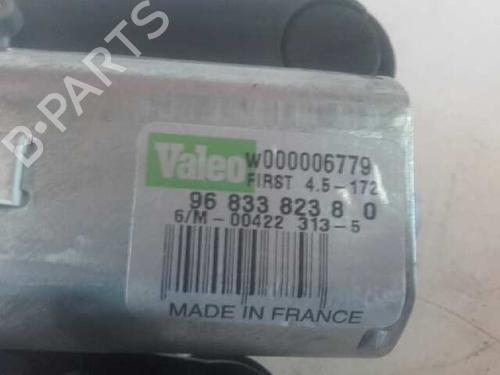 B-PARTS
Valeo W000006779
FIRST 4.5-172
96 833 823 8 0
6/M-00422 313-5
MADE IN FRANCE